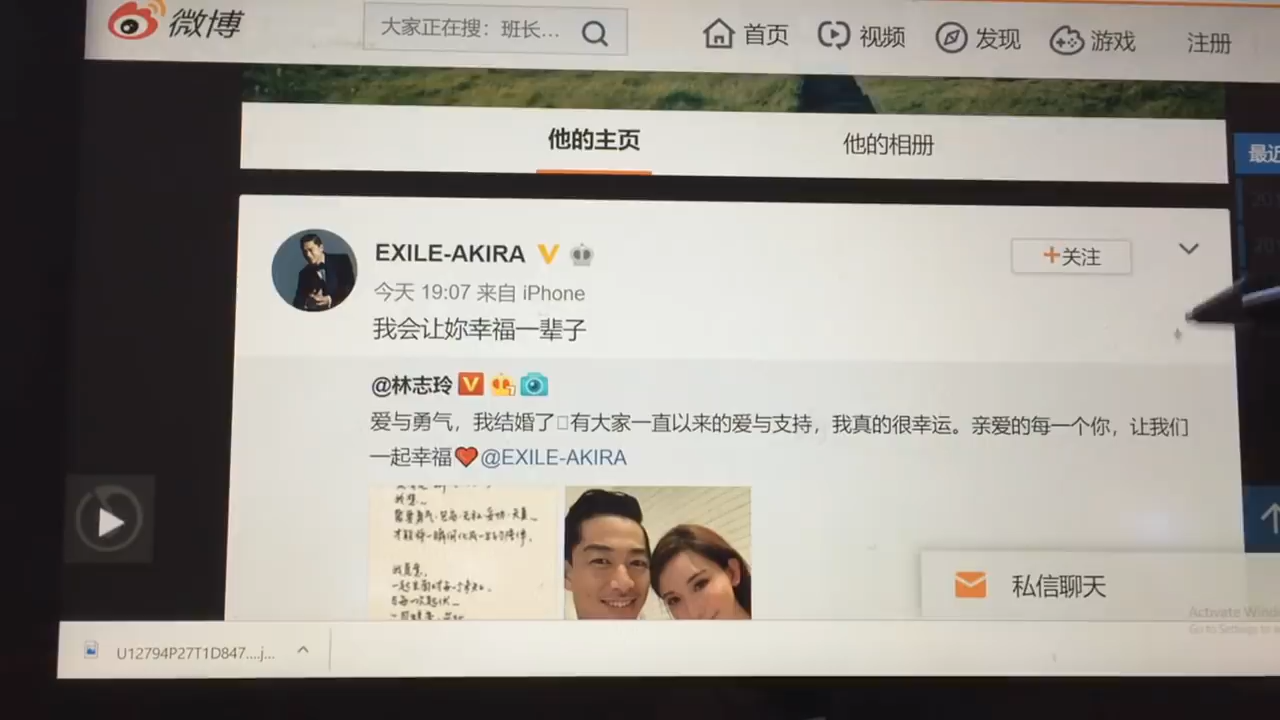 微博
大家正在搜：班长...
首页
视频
发现
游戏
注册
他的主页
他的相册
最近
EXILE-AKIRA
+关注
今天 19:07 来自 iPhone
我会让妳幸福一辈子
@林志玲
爱与勇气，我结婚了 有大家一直以来的爱与支持，我真的很幸运。亲爱的每一个你，让我们
一起幸福❤@EXILE-AKIRA
我想
私信聊天
U12794P27T1D847....j...